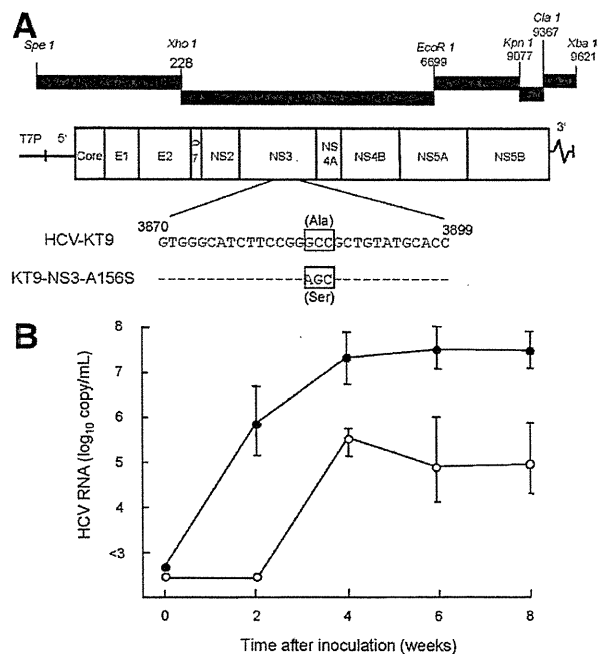 A
Spe 1 Xho 1 EcoR 1 Kpn 1 Cla 1 Xba 1
228 6699 9077 9367 9621
T7P 5' Core E1 E2 p7 NS2 NS3 NS4A NS4B NS5A NS5B 3'
3870 (Ala) 3899
HCV-KT9 GTGGGCATCTTCCGGGCCGCTGTATGCACC
KT9-NS3-A156S ---------------AGC------------
(Ser)
B
HCV RNA (log10 copy/mL)
8
7
6
5
4
<3
0 2 4 6 8
Time after inoculation (weeks)